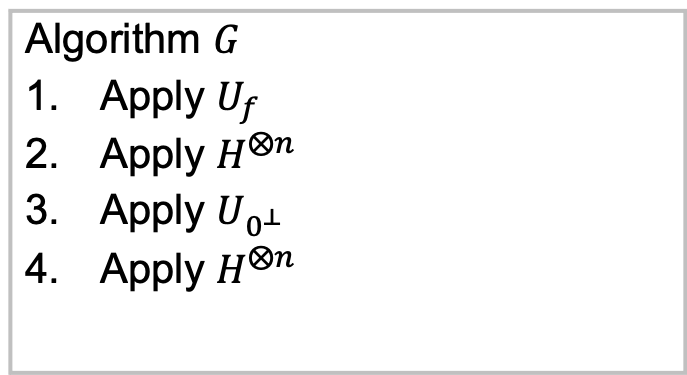 Algorithm G
1. Apply U_f
2. Apply H^{⊗n}
3. Apply U_{0^⊥}
4. Apply H^{⊗n}